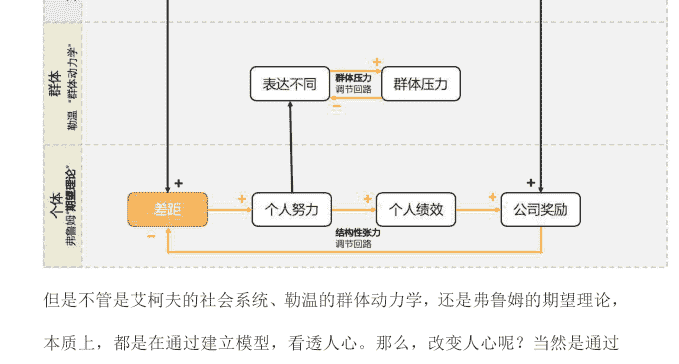 群体
勒温 “群体动力学”
表达不同
+
群体压力
调节回路
−
群体压力
个体
弗鲁姆“期望理论”
+
差距
+
个人努力
+
个人绩效
+
+
公司奖励
−
结构性张力
调节回路
但是不管是艾柯夫的社会系统、勒温的群体动力学，还是弗鲁姆的期望理论，
本质上，都是在通过建立模型，看透人心。那么，改变人心呢？当然是通过